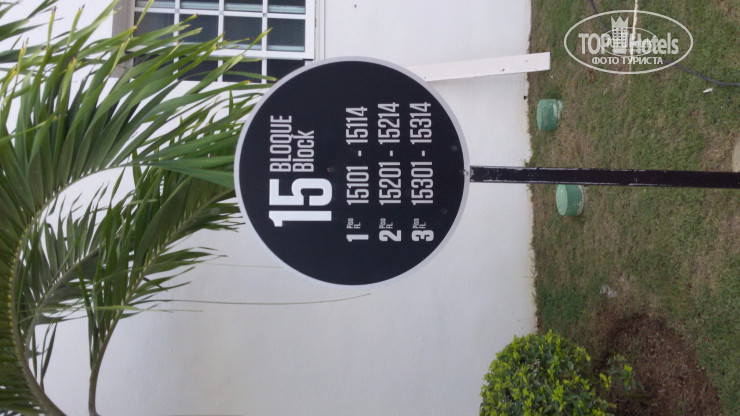 15 BLOQUE
Block
1 Piso FL. 15101 - 15114
2 Piso FL. 15201 - 15214
3 Piso FL. 15301 - 15314
TOP Hotels
ФОТО ТУРИСТА